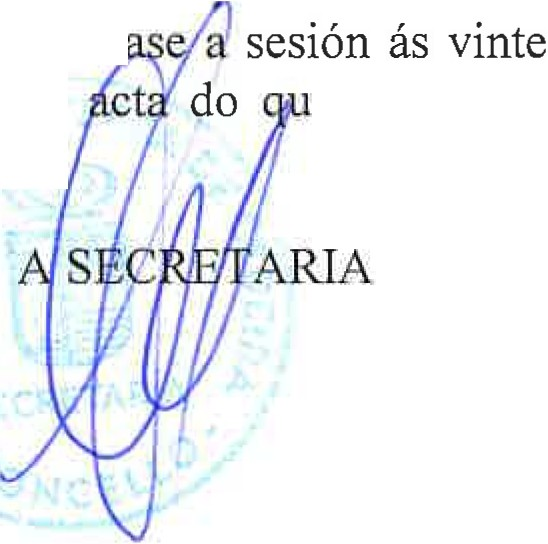 ase a sesión ás vinte
acta do qu
A SECRETARIA